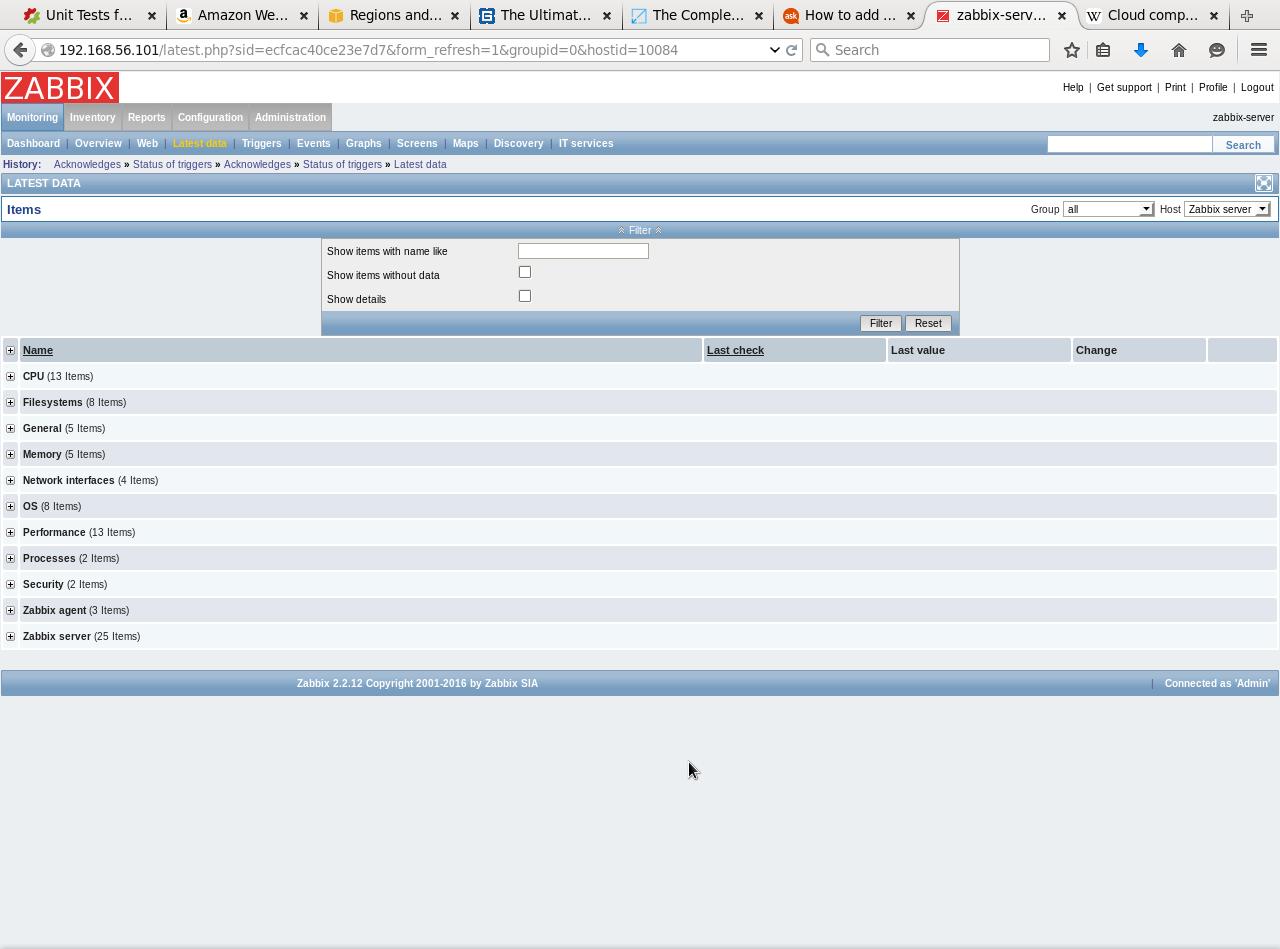 Unit Tests f... Amazon We... Regions and... The Ultimat... The Comple... ask How to add ... zabbix-serv... W Cloud comp...
192.168.56.101/latest.php?sid=ecfcac40ce23e7d7&form_refresh=1&groupid=0&hostid=10084 Search
ZABBIX Help | Get support | Print | Profile | Logout
Monitoring Inventory Reports Configuration Administration zabbix-server
Dashboard | Overview | Web | Latest data | Triggers | Events | Graphs | Screens | Maps | Discovery | IT services Search
History: Acknowledges » Status of triggers » Acknowledges » Status of triggers » Latest data
LATEST DATA
Items Group all Host Zabbix server
Filter
Show items with name like
Show items without data
Show details
Filter Reset
Name Last check Last value Change
CPU (13 Items)
Filesystems (8 Items)
General (5 Items)
Memory (5 Items)
Network interfaces (4 Items)
OS (8 Items)
Performance (13 Items)
Processes (2 Items)
Security (2 Items)
Zabbix agent (3 Items)
Zabbix server (25 Items)
Zabbix 2.2.12 Copyright 2001-2016 by Zabbix SIA | Connected as 'Admin'